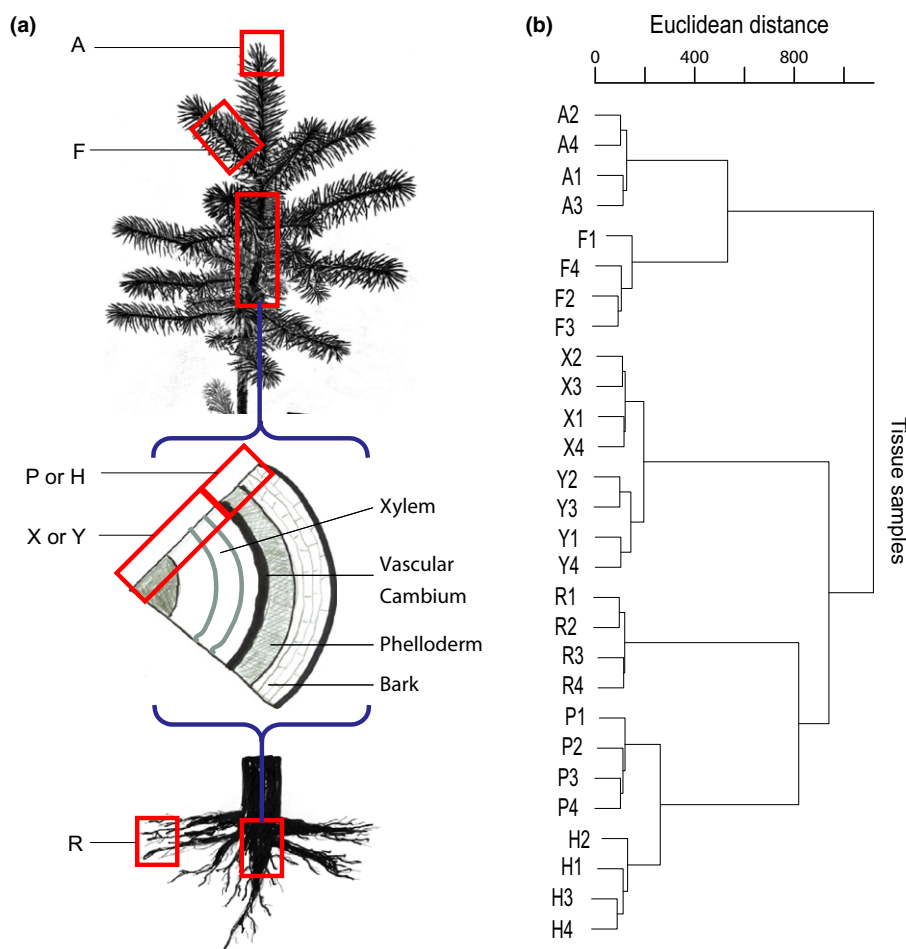 (a)
A
F
P or H
X or Y
Xylem
Vascular
Cambium
Phelloderm
Bark
R
(b)
Euclidean distance
0 400 800
A2
A4
A1
A3
F1
F4
F2
F3
X2
X3
X1
X4
Y2
Y3
Y1
Y4
R1
R2
R3
R4
P1
P2
P3
P4
H2
H1
H3
H4
Tissue samples